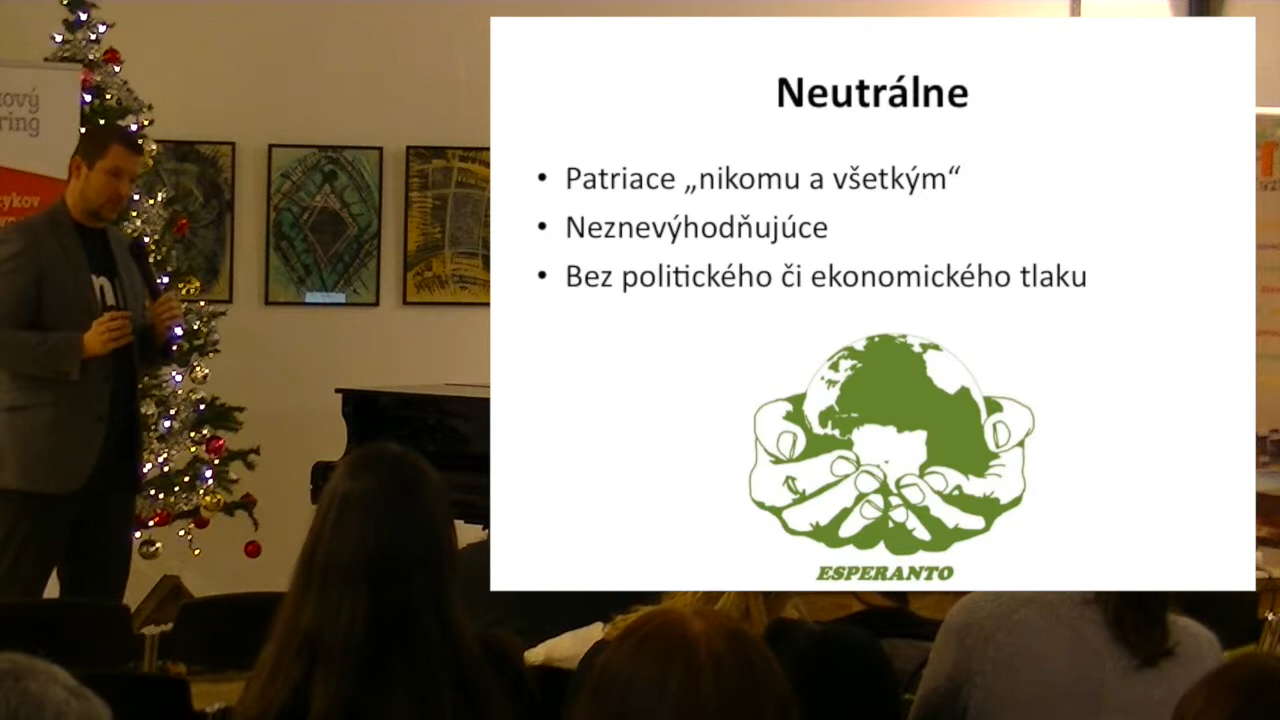 Neutrálne
• Patriace „nikomu a všetkým“
• Neznevýhodňujúce
• Bez politického či ekonomického tlaku
ESPERANTO